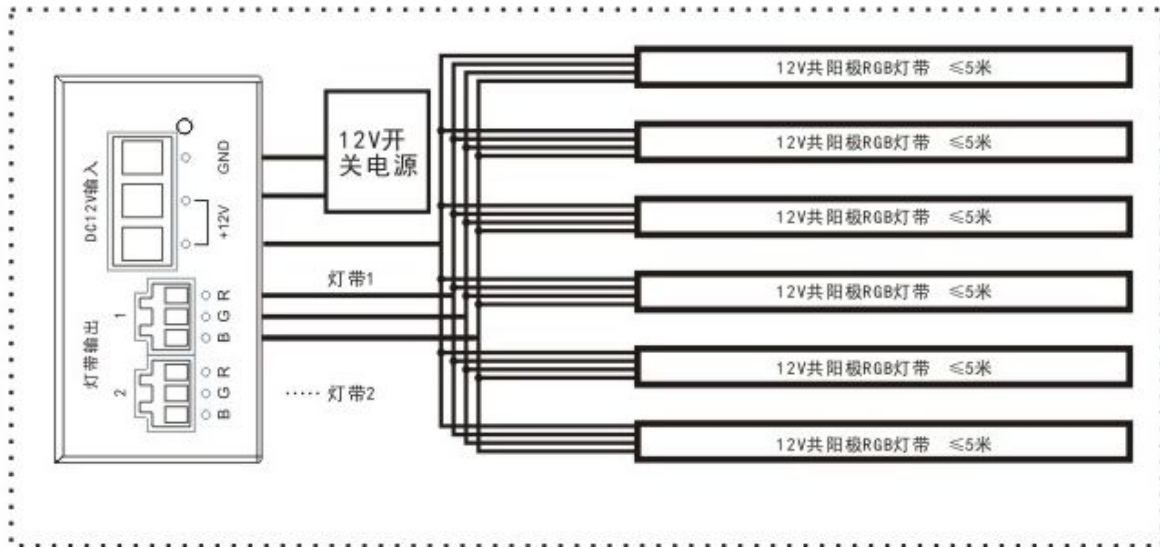 DC12V输入
GND
+12V
灯带输出
1
R
G
B
2
R
G
B
12V开
关电源
灯带1
····· 灯带2
12V共阳极RGB灯带 ≤5米
12V共阳极RGB灯带 ≤5米
12V共阳极RGB灯带 ≤5米
12V共阳极RGB灯带 ≤5米
12V共阳极RGB灯带 ≤5米
12V共阳极RGB灯带 ≤5米